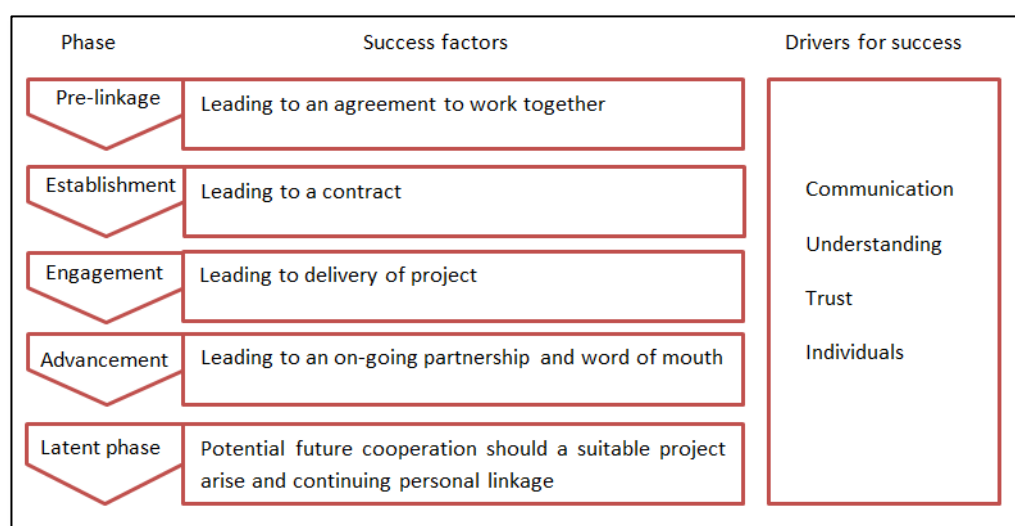 Phase Success factors Drivers for success
Pre-linkage
Leading to an agreement to work together
Establishment
Leading to a contract
Engagement
Leading to delivery of project
Advancement
Leading to an on-going partnership and word of mouth
Latent phase
Potential future cooperation should a suitable project
arise and continuing personal linkage
Communication
Understanding
Trust
Individuals